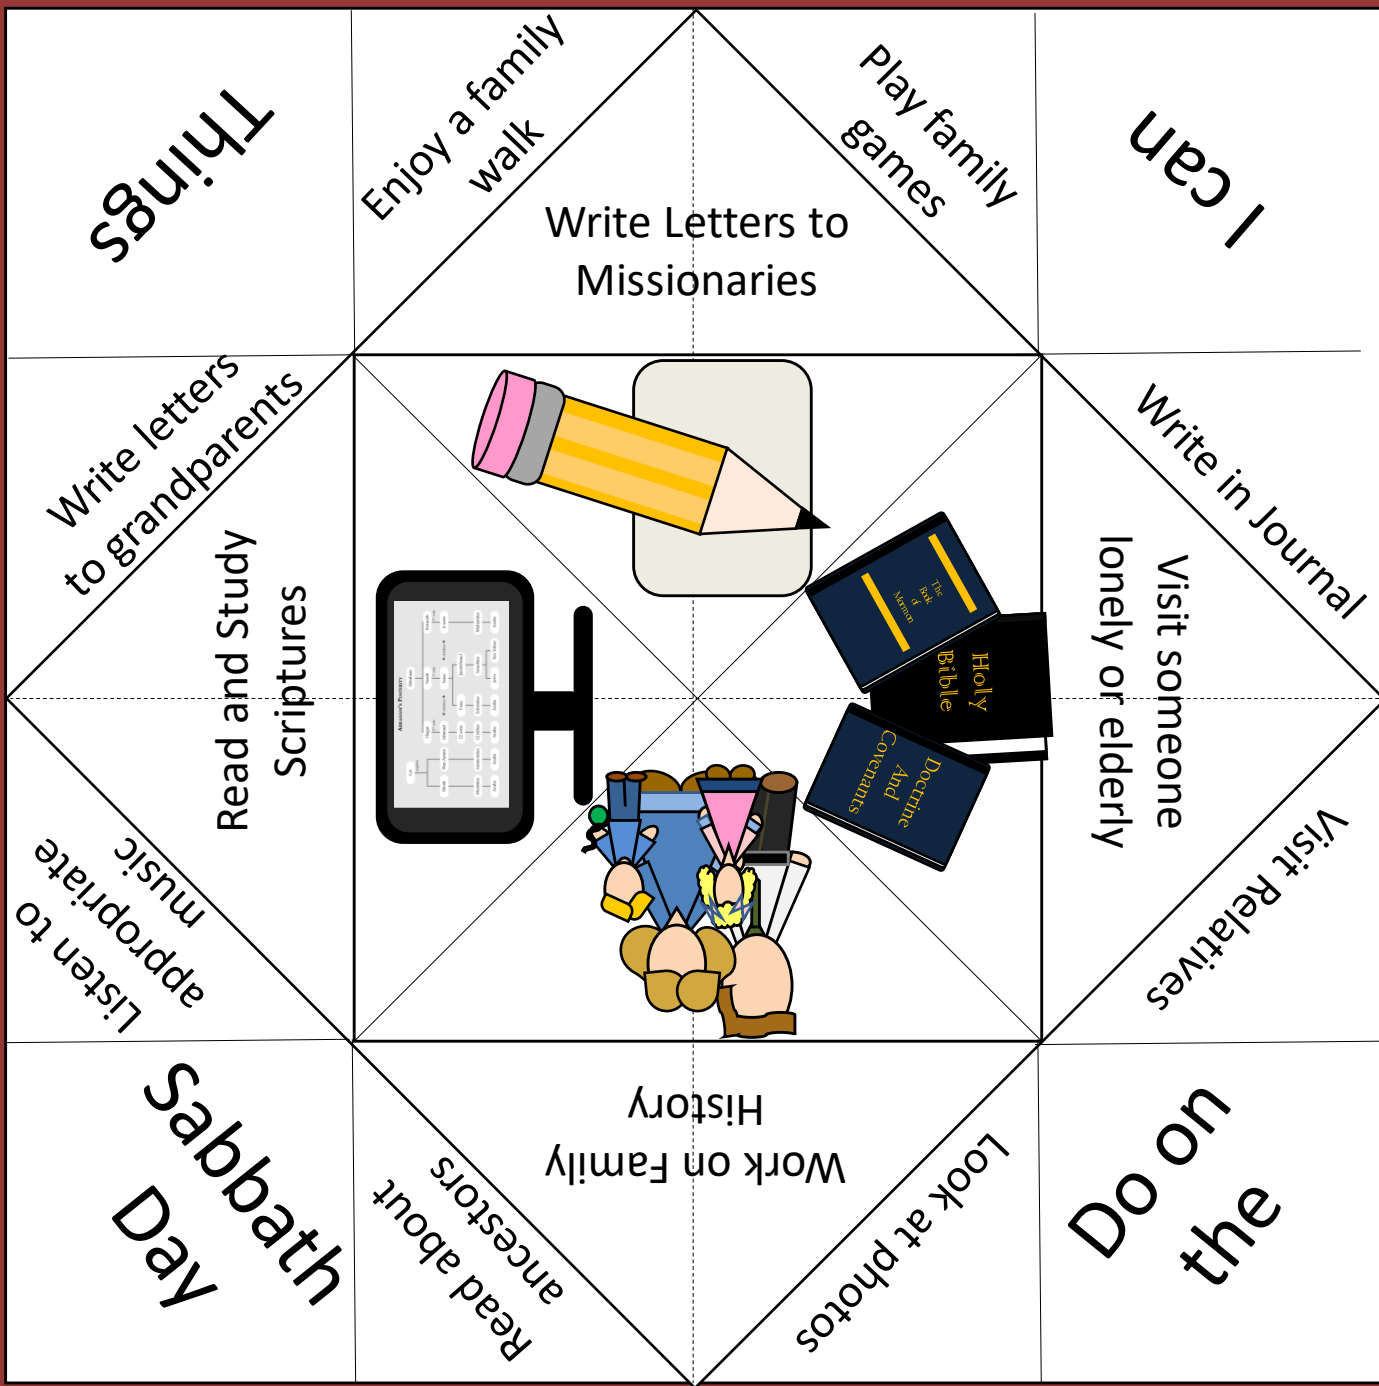 Things
I can
Do on
the
Sabbath
Day
Enjoy a family
walk
Play family
games
Write Letters to
Missionaries
Write letters
to grandparents
Read and Study
Scriptures
Write in Journal
Visit someone
lonely or elderly
Visit Relatives
Listen to
appropriate
music
Work on Family
History
Read about
ancestors
Look at photos
The
Book
of
Mormon
Holy
Bible
Doctrine
And
Covenants